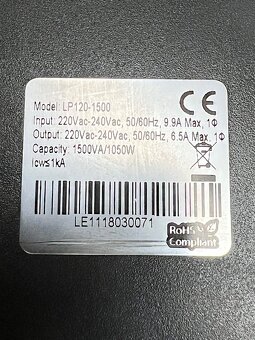 Model: LP120-1500
Input: 220Vac-240Vac, 50/60Hz, 9.9A Max, 1Φ
Output: 220Vac-240Vac, 50/60Hz, 6.5A Max, 1Φ
Capacity: 1500VA/1050W
Icw≤1kA
CE
LE1118030071
RoHS
Compliant